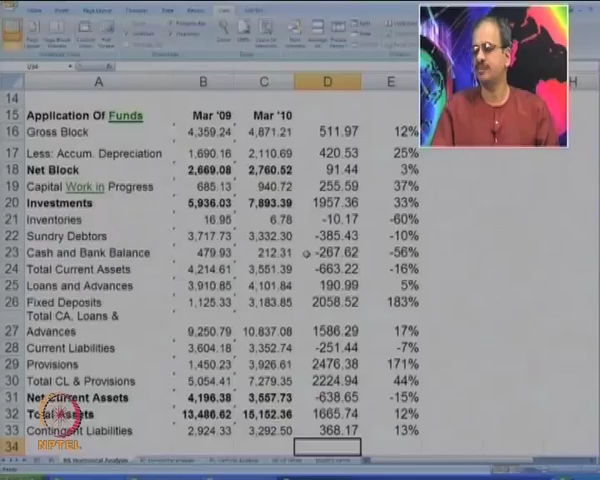 A B C D E H
14
15 Application Of Funds Mar '09 Mar '10
16 Gross Block 4,359.24 4,871.21 511.97 12%
17 Less: Accum. Depreciation 1,690.16 2,110.69 420.53 25%
18 Net Block 2,669.08 2,760.52 91.44 3%
19 Capital Work in Progress 685.13 940.72 255.59 37%
20 Investments 5,936.03 7,893.39 1957.36 33%
21 Inventories 16.95 6.78 -10.17 -60%
22 Sundry Debtors 3,717.73 3,332.30 -385.43 -10%
23 Cash and Bank Balance 479.93 212.31 -267.62 -56%
24 Total Current Assets 4,214.61 3,551.39 -663.22 -16%
25 Loans and Advances 3,910.85 4,101.84 190.99 5%
26 Fixed Deposits 1,125.33 3,183.85 2058.52 183%
Total CA. Loans &
27 Advances 9,250.79 10,837.08 1586.29 17%
28 Current Liabilities 3,604.18 3,352.74 -251.44 -7%
29 Provisions 1,450.23 3,926.61 2476.38 171%
30 Total CL & Provisions 5,054.41 7,279.35 2224.94 44%
31 Net Current Assets 4,196.38 3,557.73 -638.65 -15%
32 Total Assets 13,486.62 15,152.36 1665.74 12%
33 Contingent Liabilities 2,924.33 3,292.50 368.17 13%
34
NPTEL